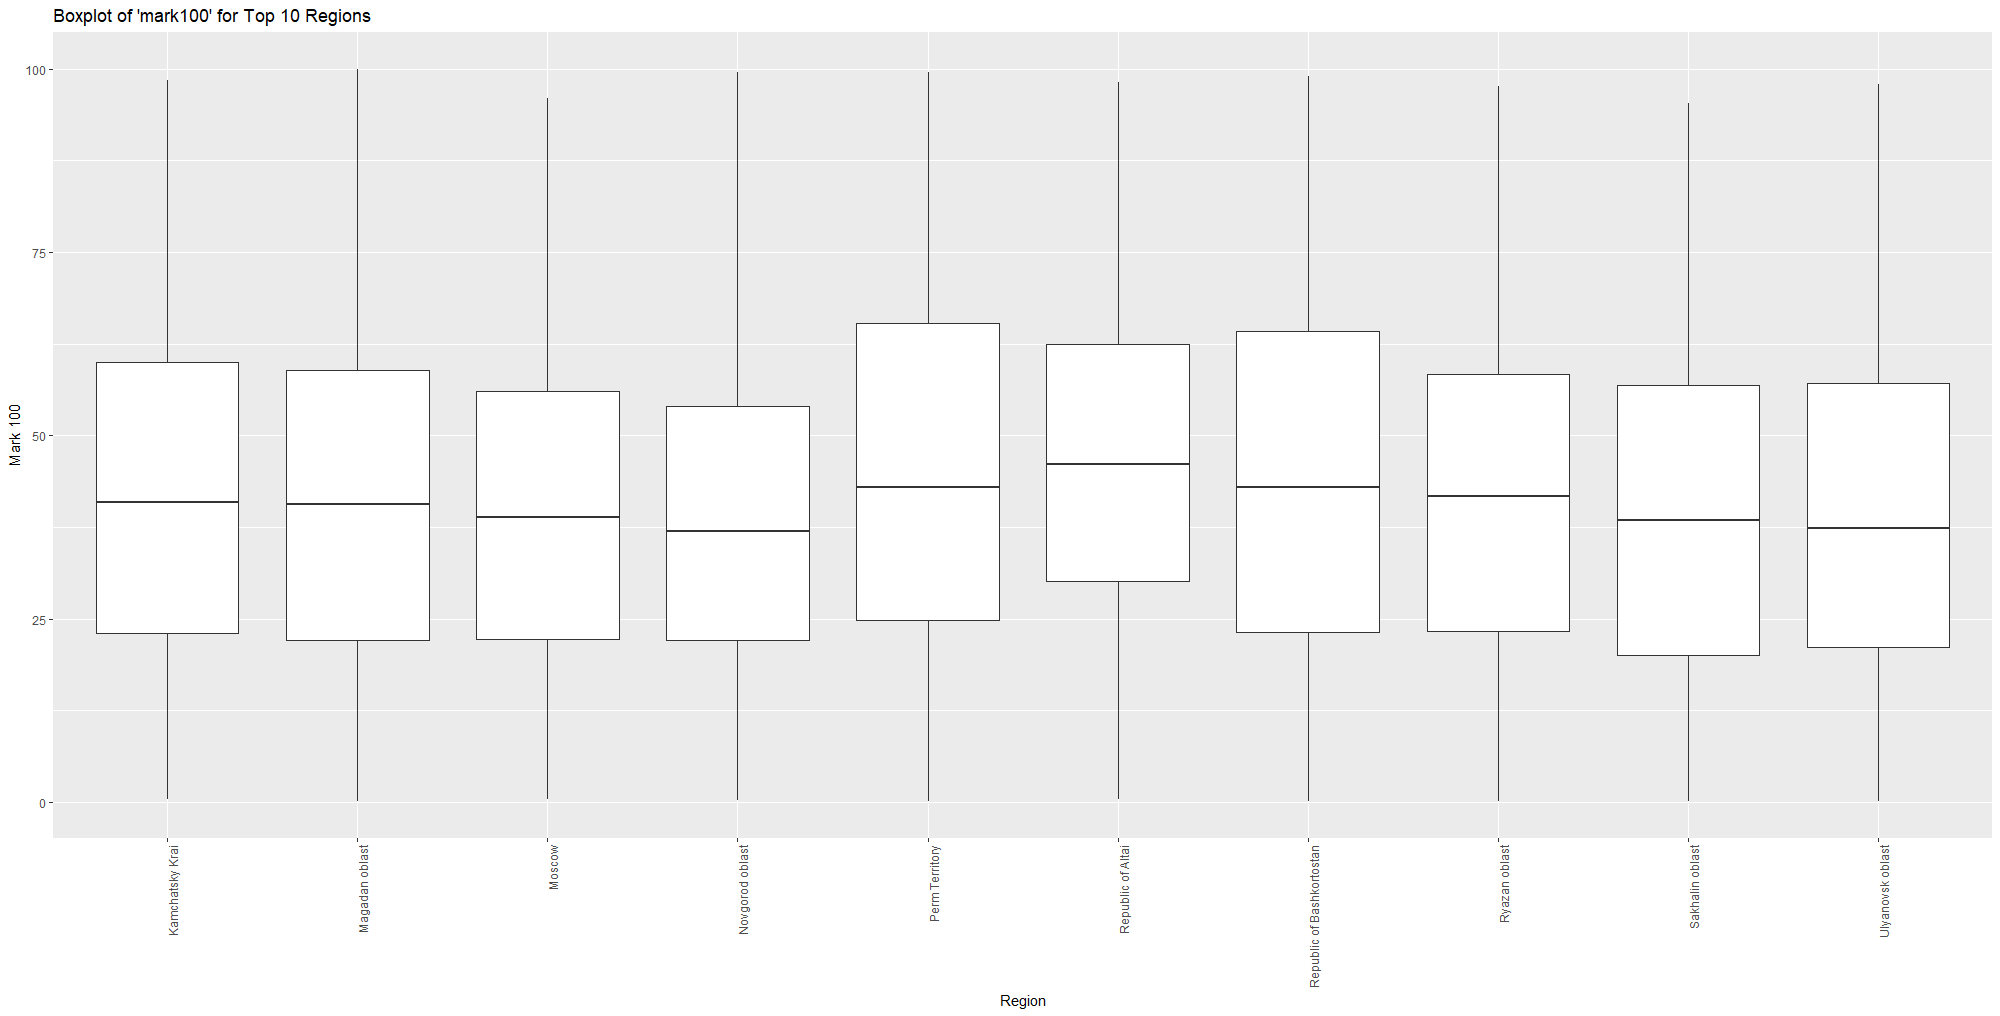 Boxplot of 'mark100' for Top 10 Regions
100
75
50
25
0
Mark 100
Kamchatsky Krai
Magadan oblast
Moscow
Novgorod oblast
Perm Territory
Republic of Altai
Republic of Bashkortostan
Ryazan oblast
Sakhalin oblast
Ulyanovsk oblast
Region